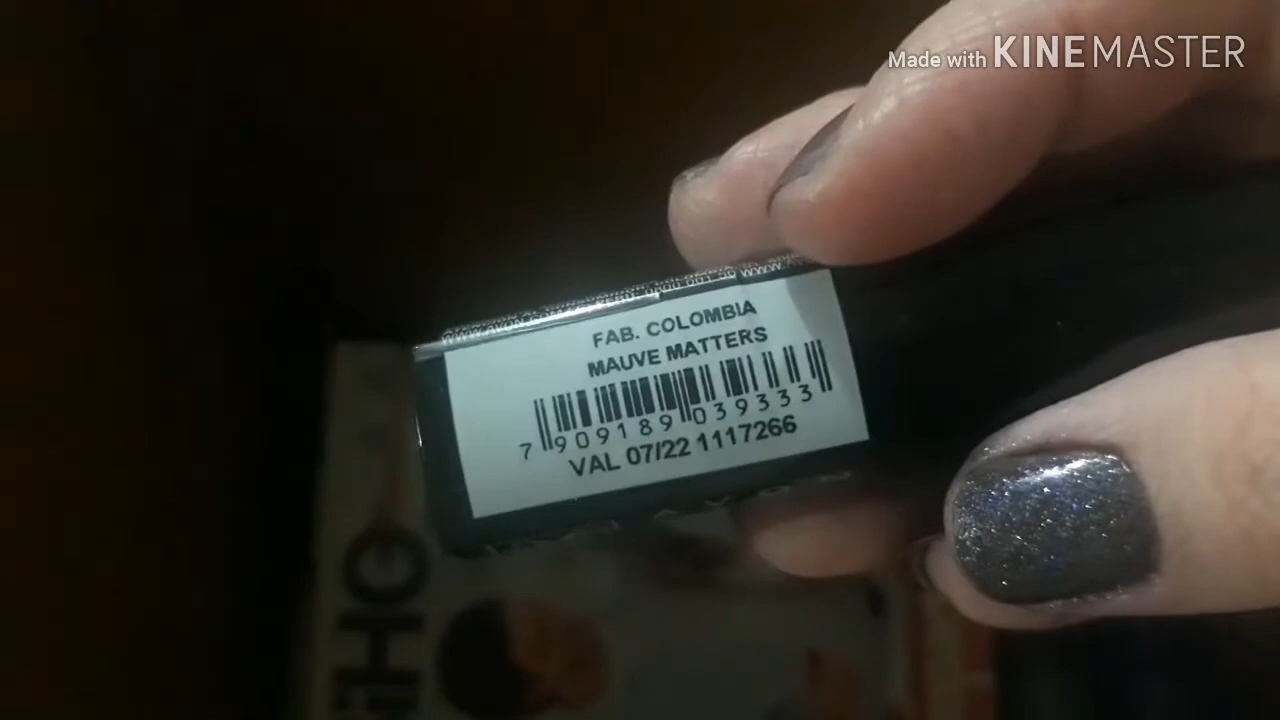 Made with KINEMASTER
FAB. COLOMBIA
MAUVE MATTERS
7 909189 039333
VAL 07/22 1117266